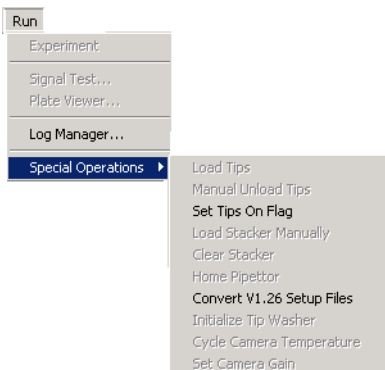 Run
Experiment
Signal Test...
Plate Viewer...
Log Manager...
Special Operations
Load Tips
Manual Unload Tips
Set Tips On Flag
Load Stacker Manually
Clear Stacker
Home Pipettor
Convert V1.26 Setup Files
Initialize Tip Washer
Cycle Camera Temperature
Set Camera Gain